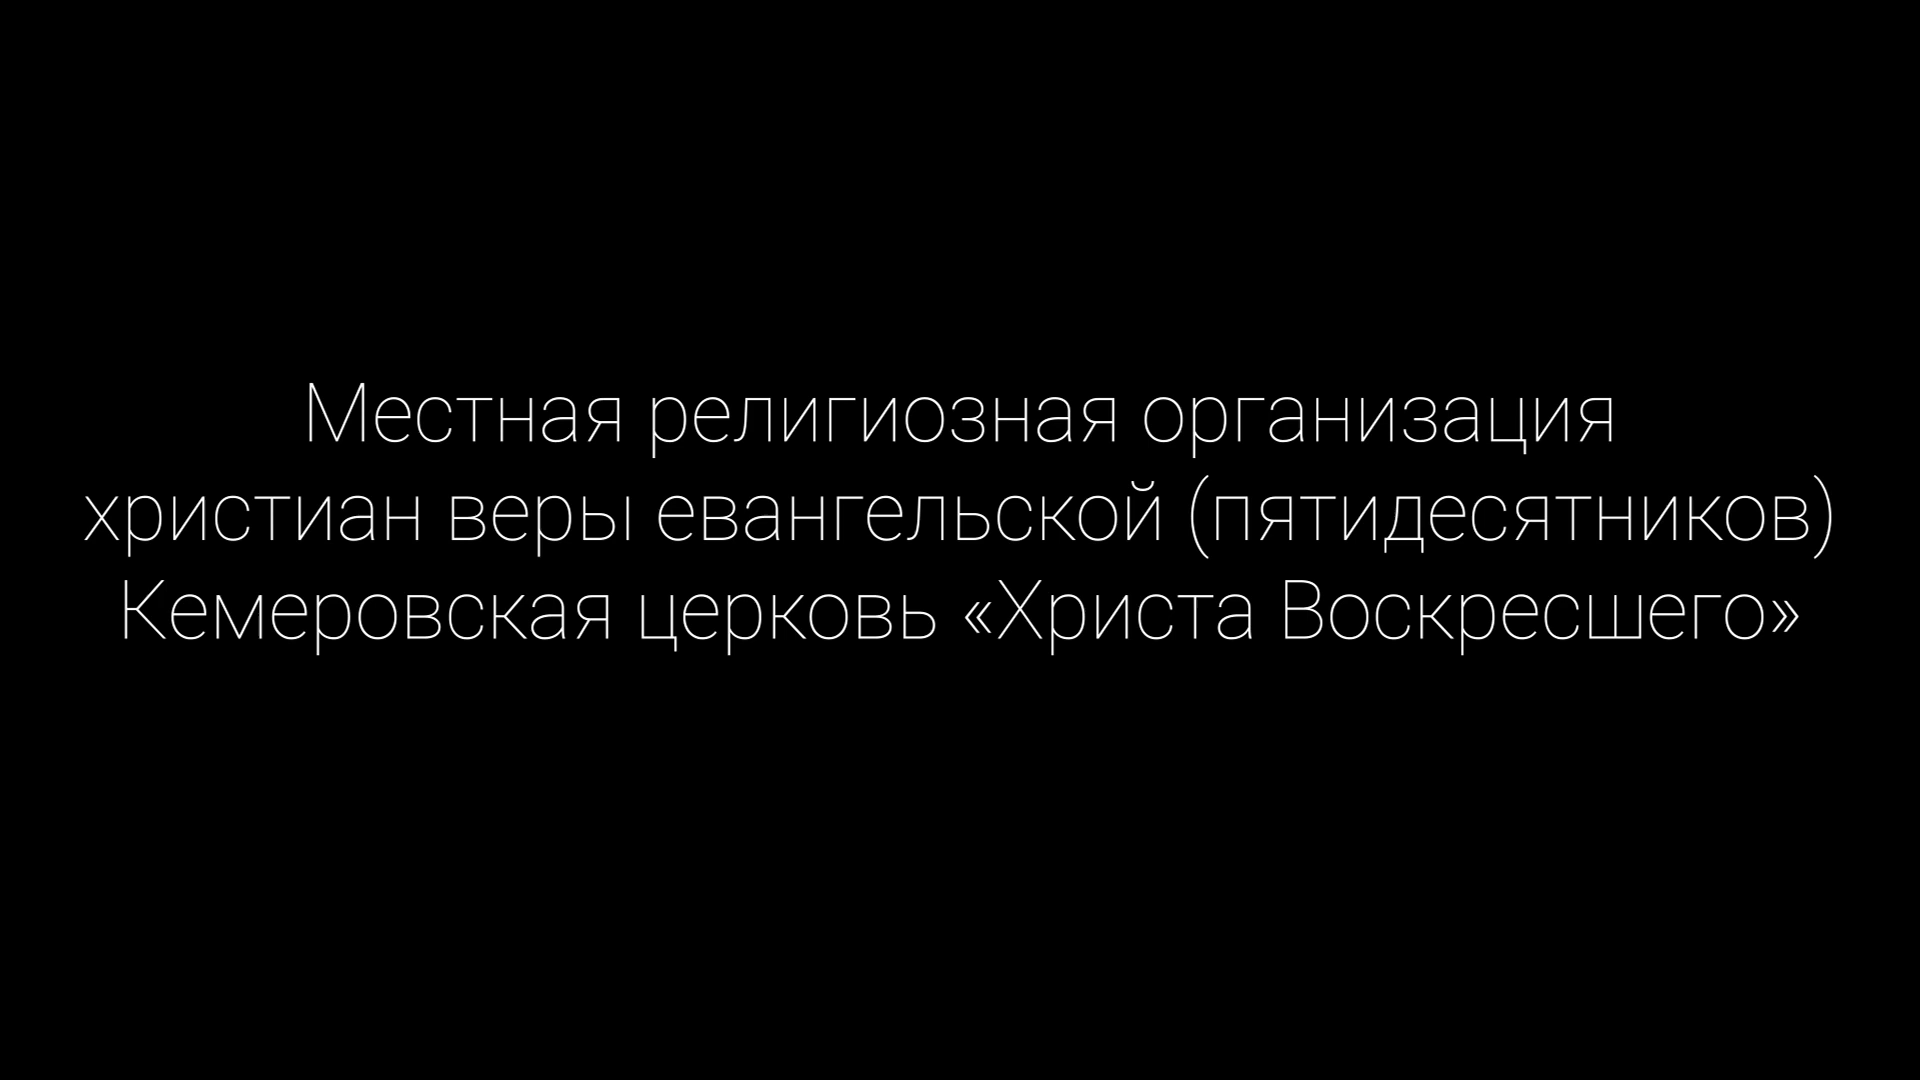 Местная религиозная организация
христиан веры евангельской (пятидесятников)
Кемеровская церковь «Христа Воскресшего»